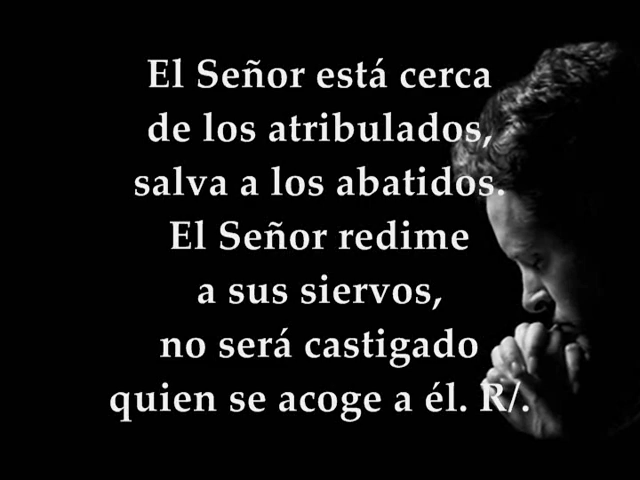 El Señor está cerca
de los atribulados,
salva a los abatidos.
El Señor redime
a sus siervos,
no será castigado
quien se acoge a él. R/.